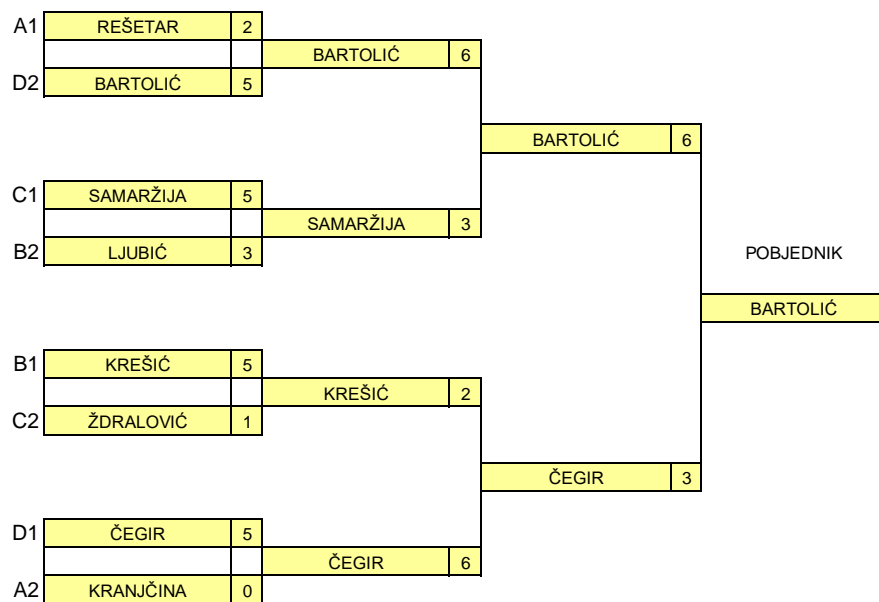 A1 REŠETAR 2
BARTOLIĆ 6
D2 BARTOLIĆ 5
BARTOLIĆ 6
C1 SAMARŽIJA 5
SAMARŽIJA 3
B2 LJUBIĆ 3
POBJEDNIK
BARTOLIĆ
B1 KREŠIĆ 5
KREŠIĆ 2
C2 ŽDRALOVIĆ 1
ČEGIR 3
D1 ČEGIR 5
ČEGIR 6
A2 KRANJČINA 0